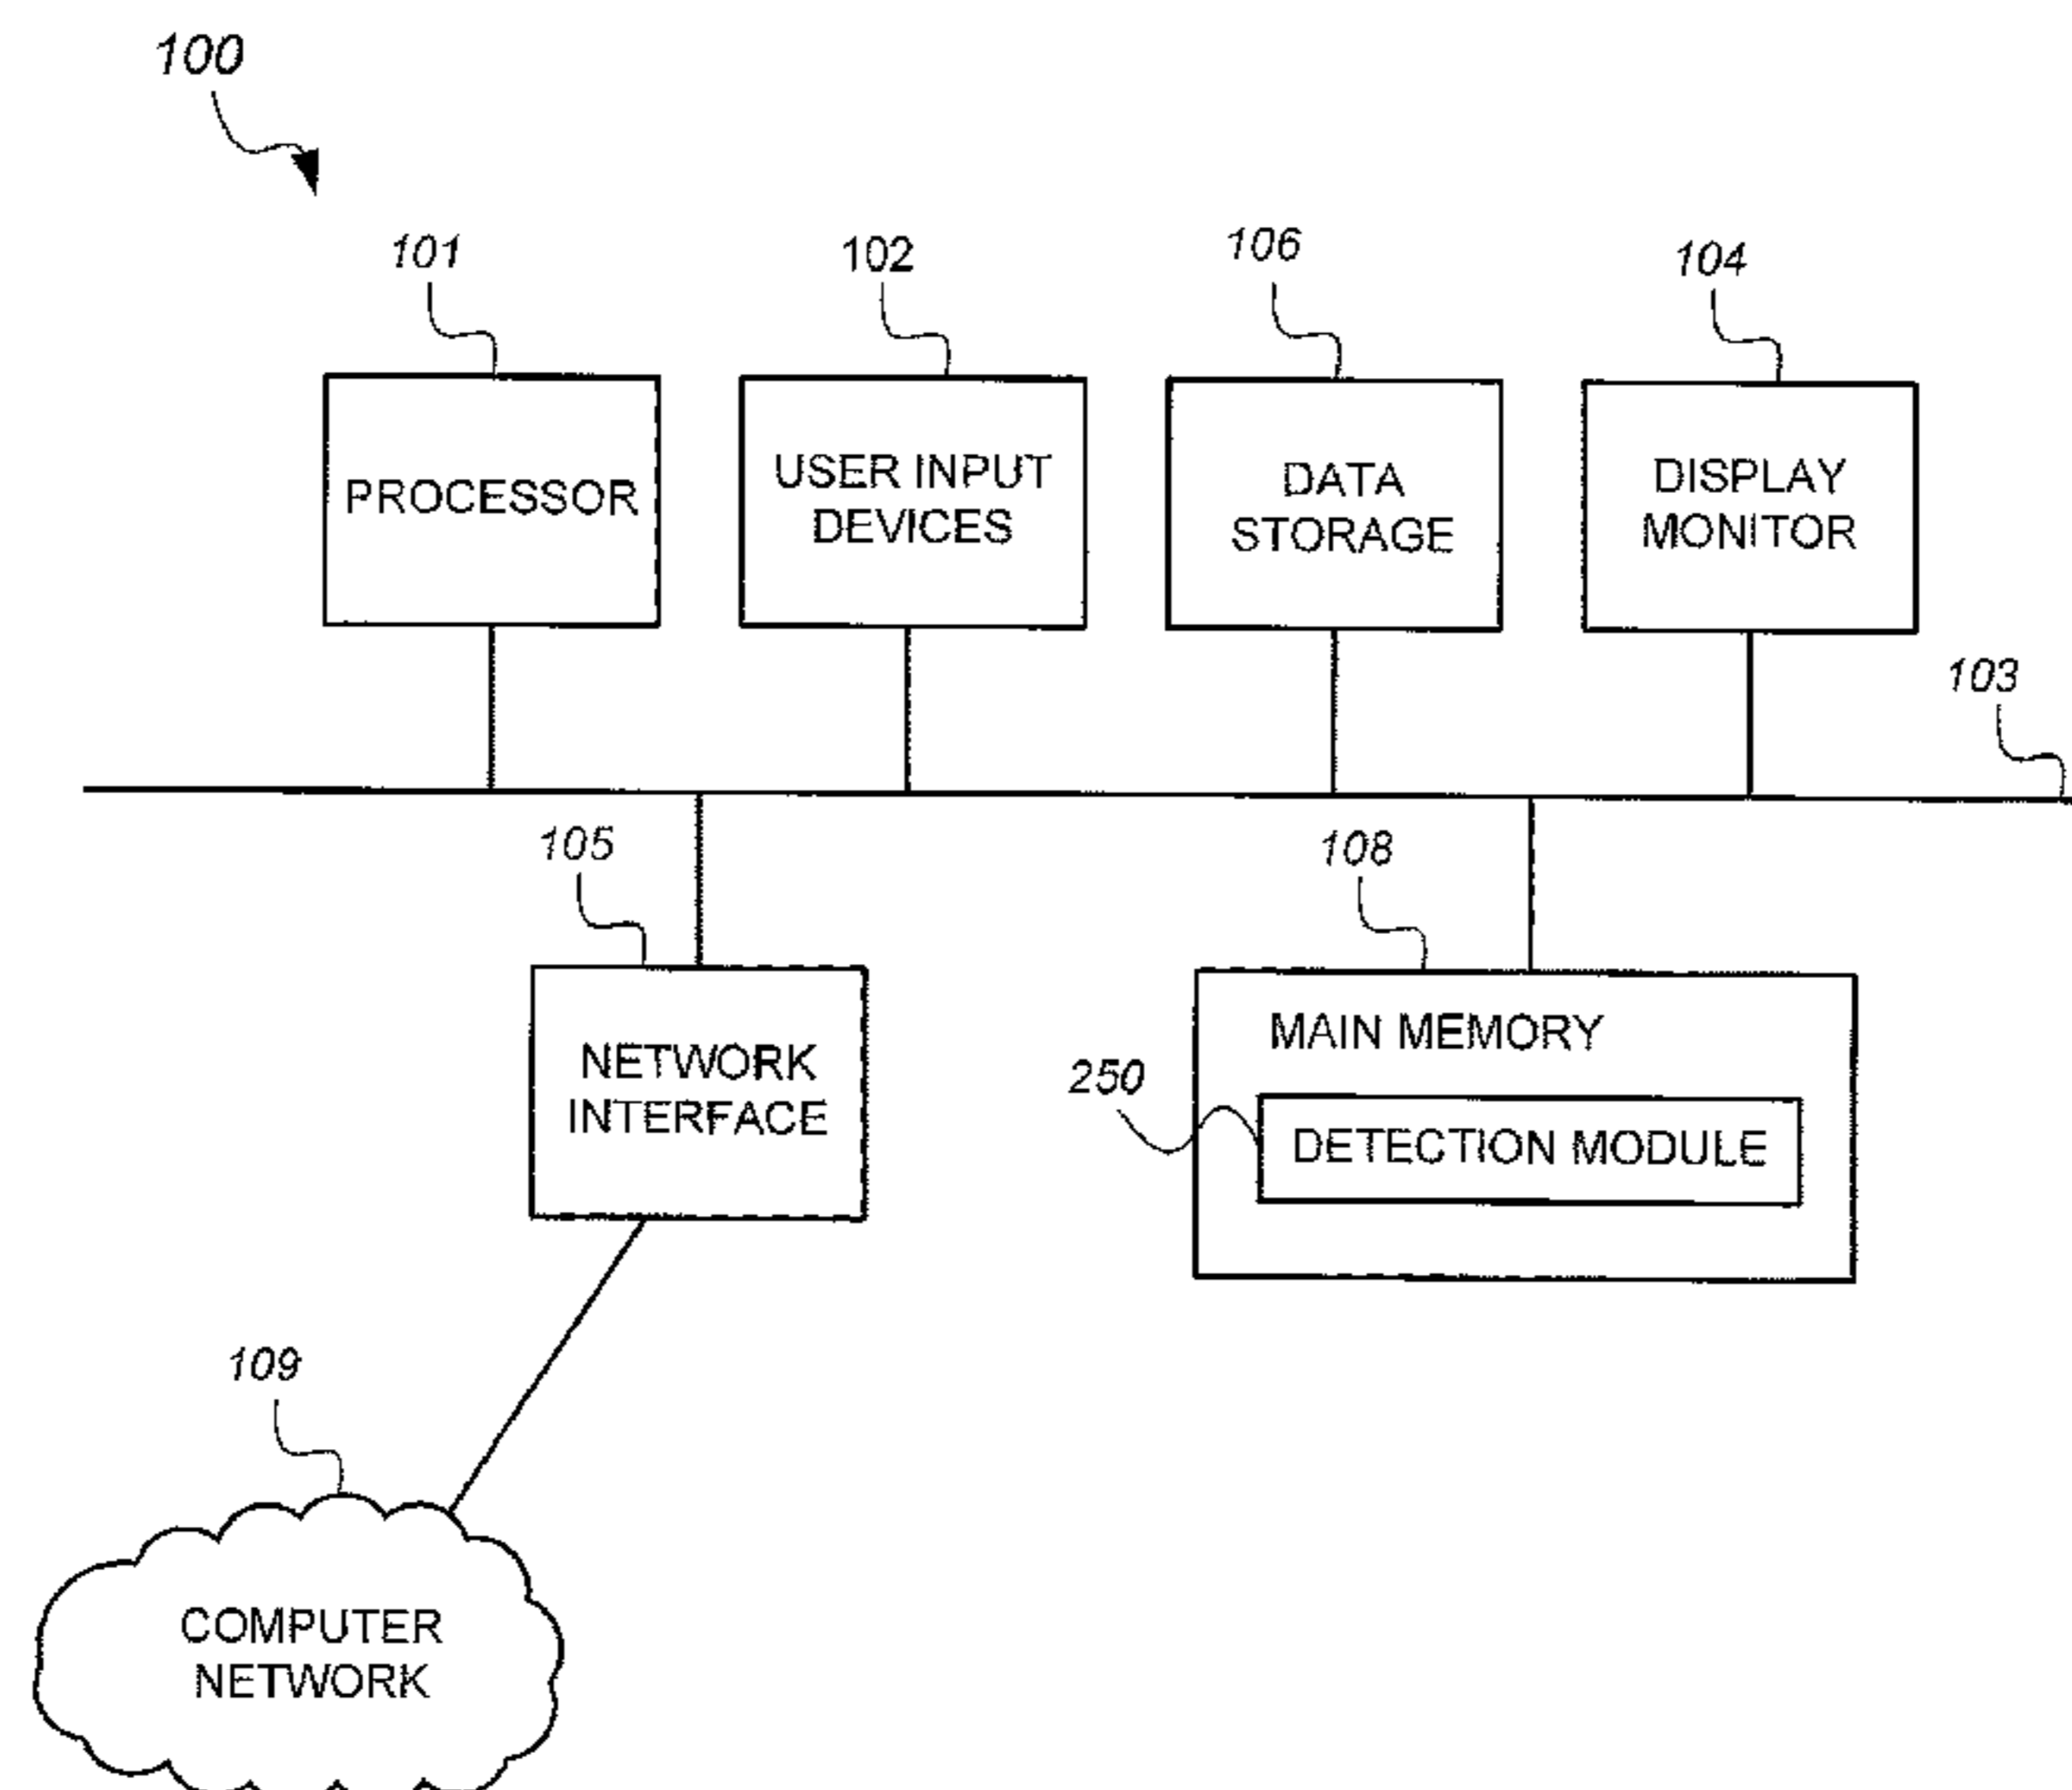 100
101
102
106
104
PROCESSOR
USER INPUT
DEVICES
DATA
STORAGE
DISPLAY
MONITOR
103
105
108
NETWORK
INTERFACE
MAIN MEMORY
250
DETECTION MODULE
109
COMPUTER
NETWORK